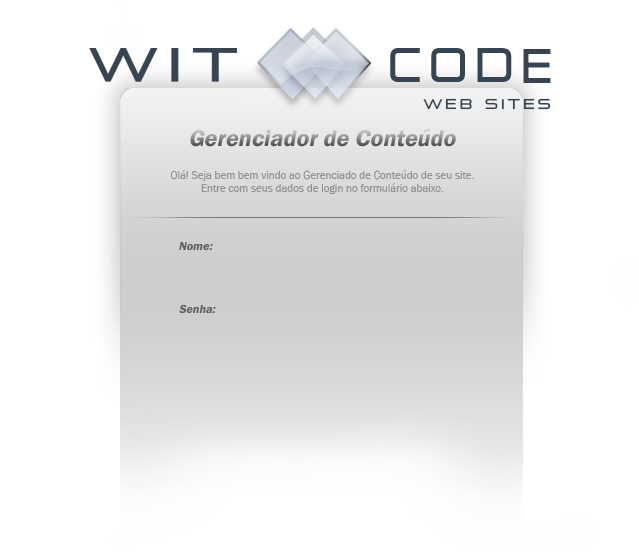 WIT CODE
WEB SITES
Gerenciador de Conteúdo
Olá! Seja bem bem vindo ao Gerenciado de Conteúdo de seu site.
Entre com seus dados de login no formulário abaixo.
Nome:
Senha: